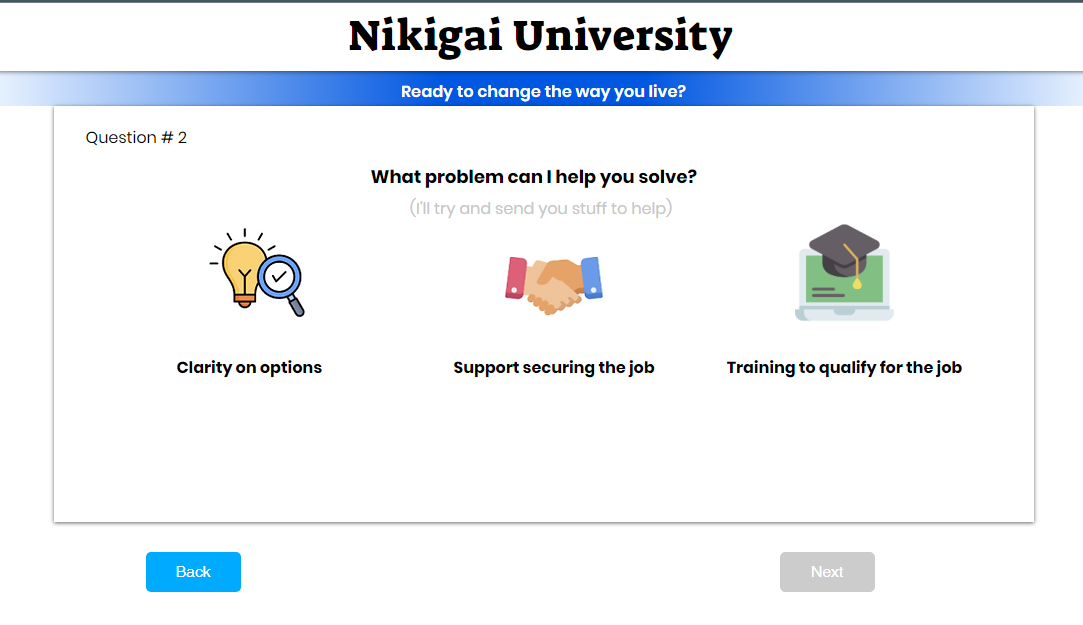 Nikigai University
Ready to change the way you live?
Question # 2
What problem can I help you solve?
(I'll try and send you stuff to help)
Clarity on options
Support securing the job
Training to qualify for the job
Back
Next